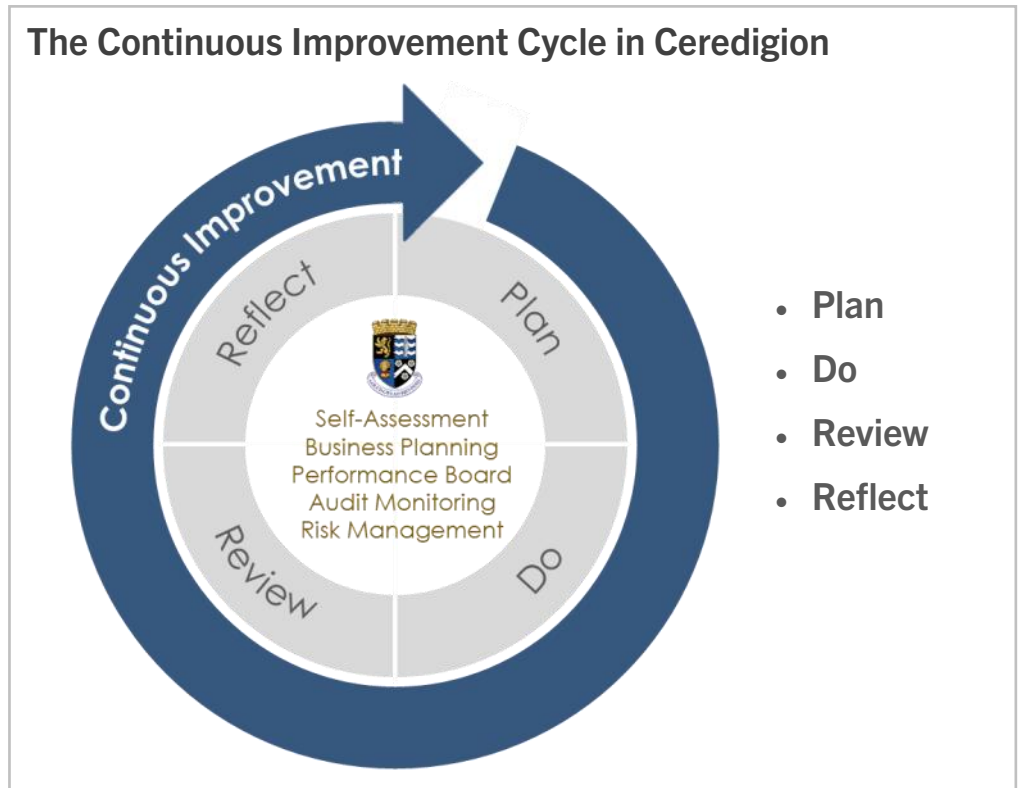 The Continuous Improvement Cycle in Ceredigion
Continuous Improvement
Reflect
Plan
Self-Assessment
Business Planning
Performance Board
Audit Monitoring
Risk Management
Review
Do
• Plan
• Do
• Review
• Reflect